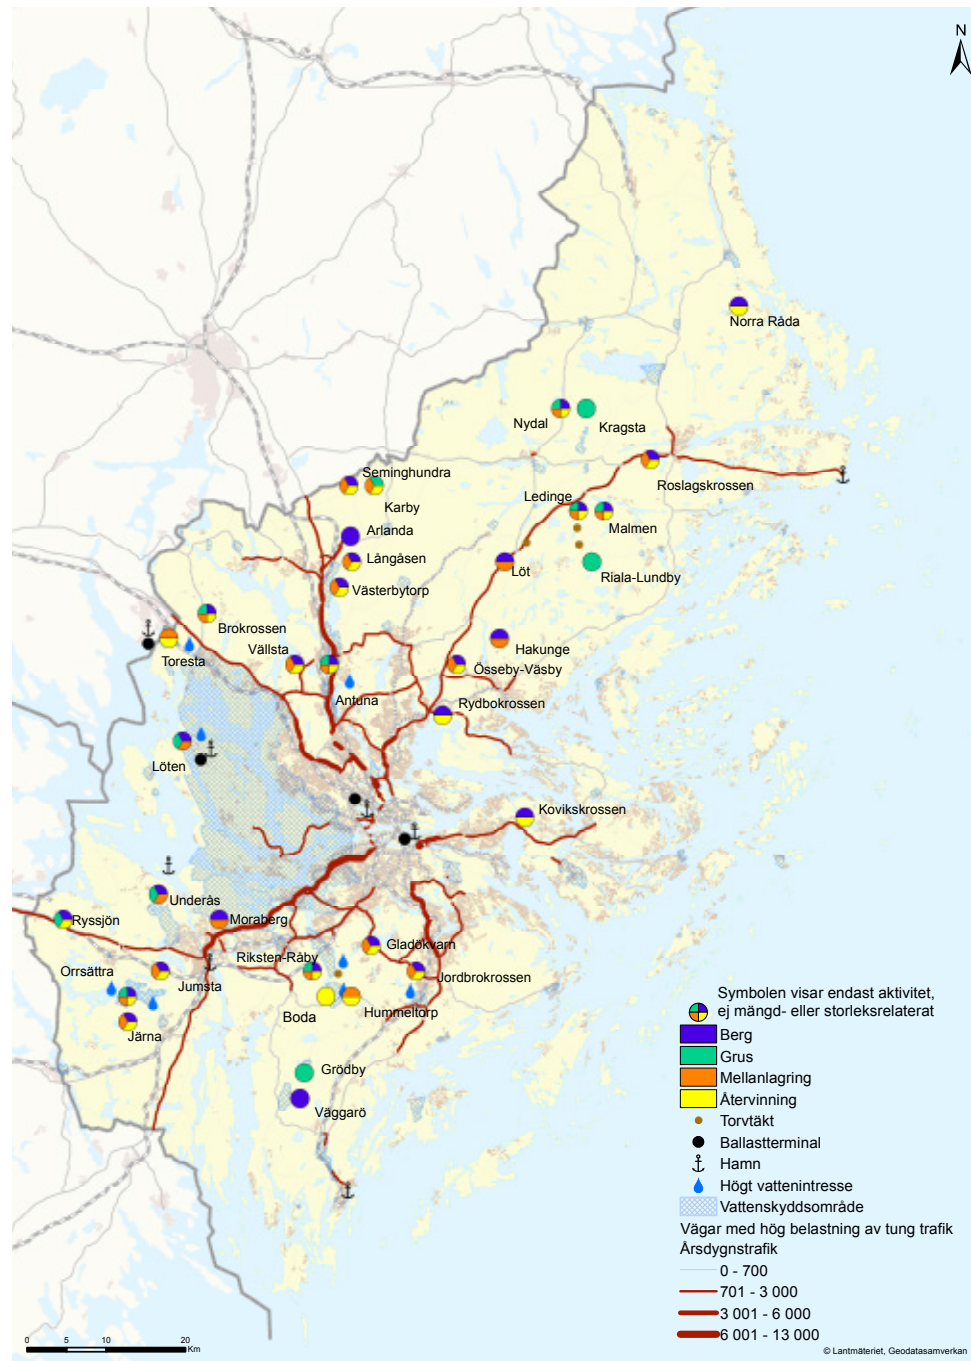 N
Norra Råda
Nydal
Kragsta
Seminghundra
Karby
Roslagskrossen
Ledinge
Malmen
Arlanda
Långåsen
Löt
Riala-Lundby
Västerbytorp
Brokrossen
Vällsta
Hakunge
Toresta
Össeby-Väsby
Antuna
Rydbokrossen
Löten
Kovikskrossen
Underås
Ryssjön
Moraberg
Gladökvarn
Riksten-Råby
Orrsättra
Jordbrokrossen
Jumsta
Boda
Hummeltorp
Järna
Grödby
Väggarö
Symbolen visar endast aktivitet,
ej mängd- eller storleksrelaterat
Berg
Grus
Mellanlagring
Återvinning
Torvtäkt
Ballastterminal
Hamn
Högt vattenintresse
Vattenskyddsområde
Vägar med hög belastning av tung trafik
Årsdygnstrafik
0 - 700
701 - 3 000
3 001 - 6 000
6 001 - 13 000
0 5 10 20
Km
© Lantmäteriet, Geodatasamverkan